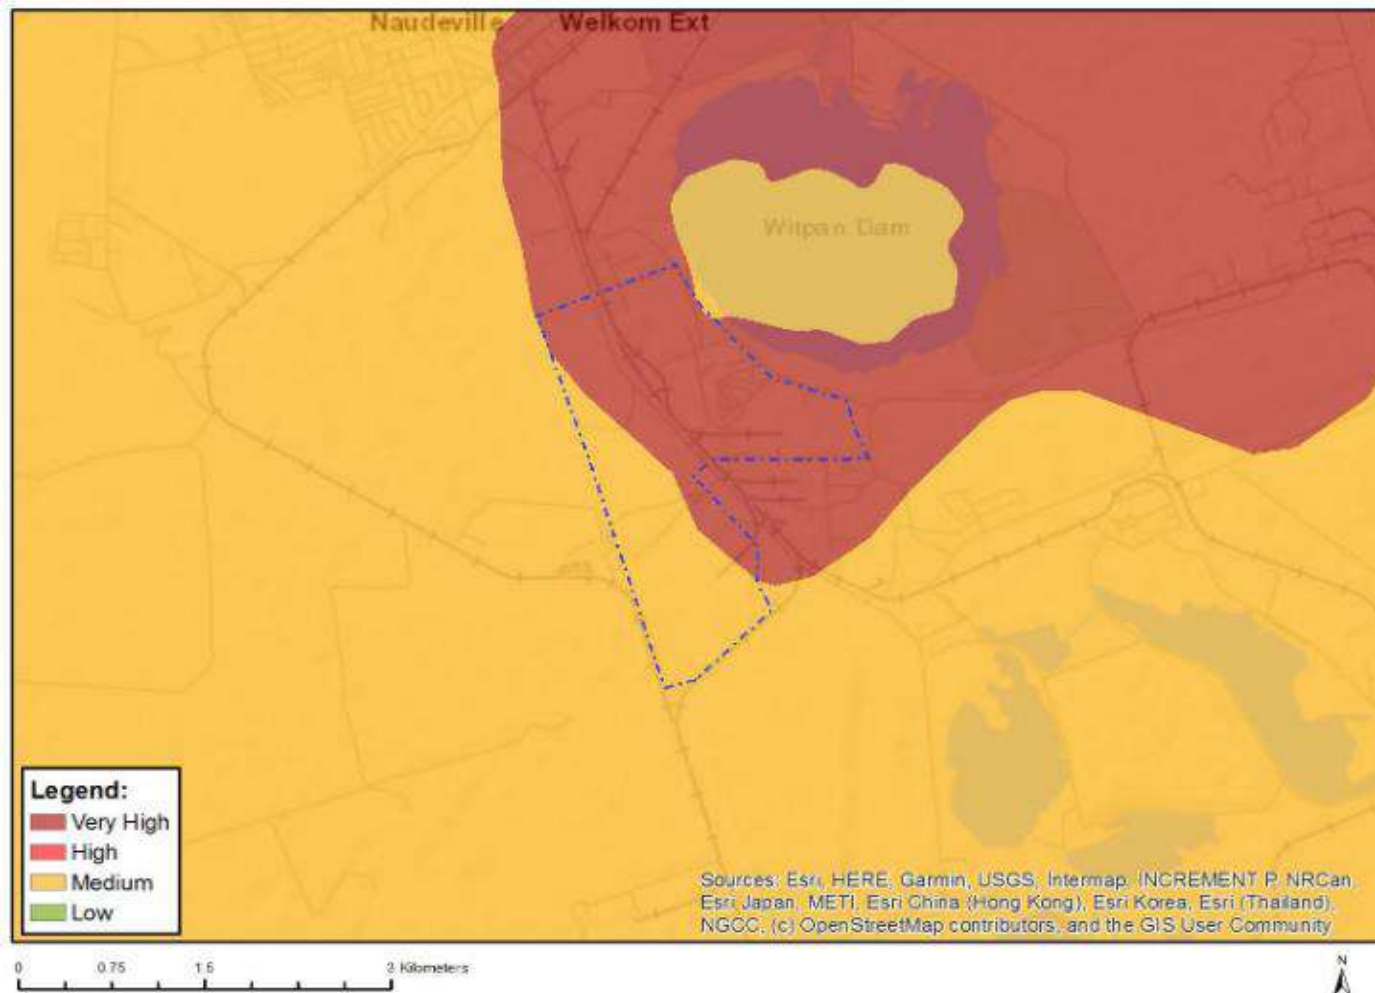 Naudeville Welkom Ext
Witpan Dam
Legend:
Very High
High
Medium
Low
Sources: Esri, HERE, Garmin, USGS, Intermap, INCREMENT P, NRCan,
Esri Japan, METI, Esri China (Hong Kong), Esri Korea, Esri (Thailand),
NGCC, (c) OpenStreetMap contributors, and the GIS User Community
0 0.75 1.5 3 Kilometers
N